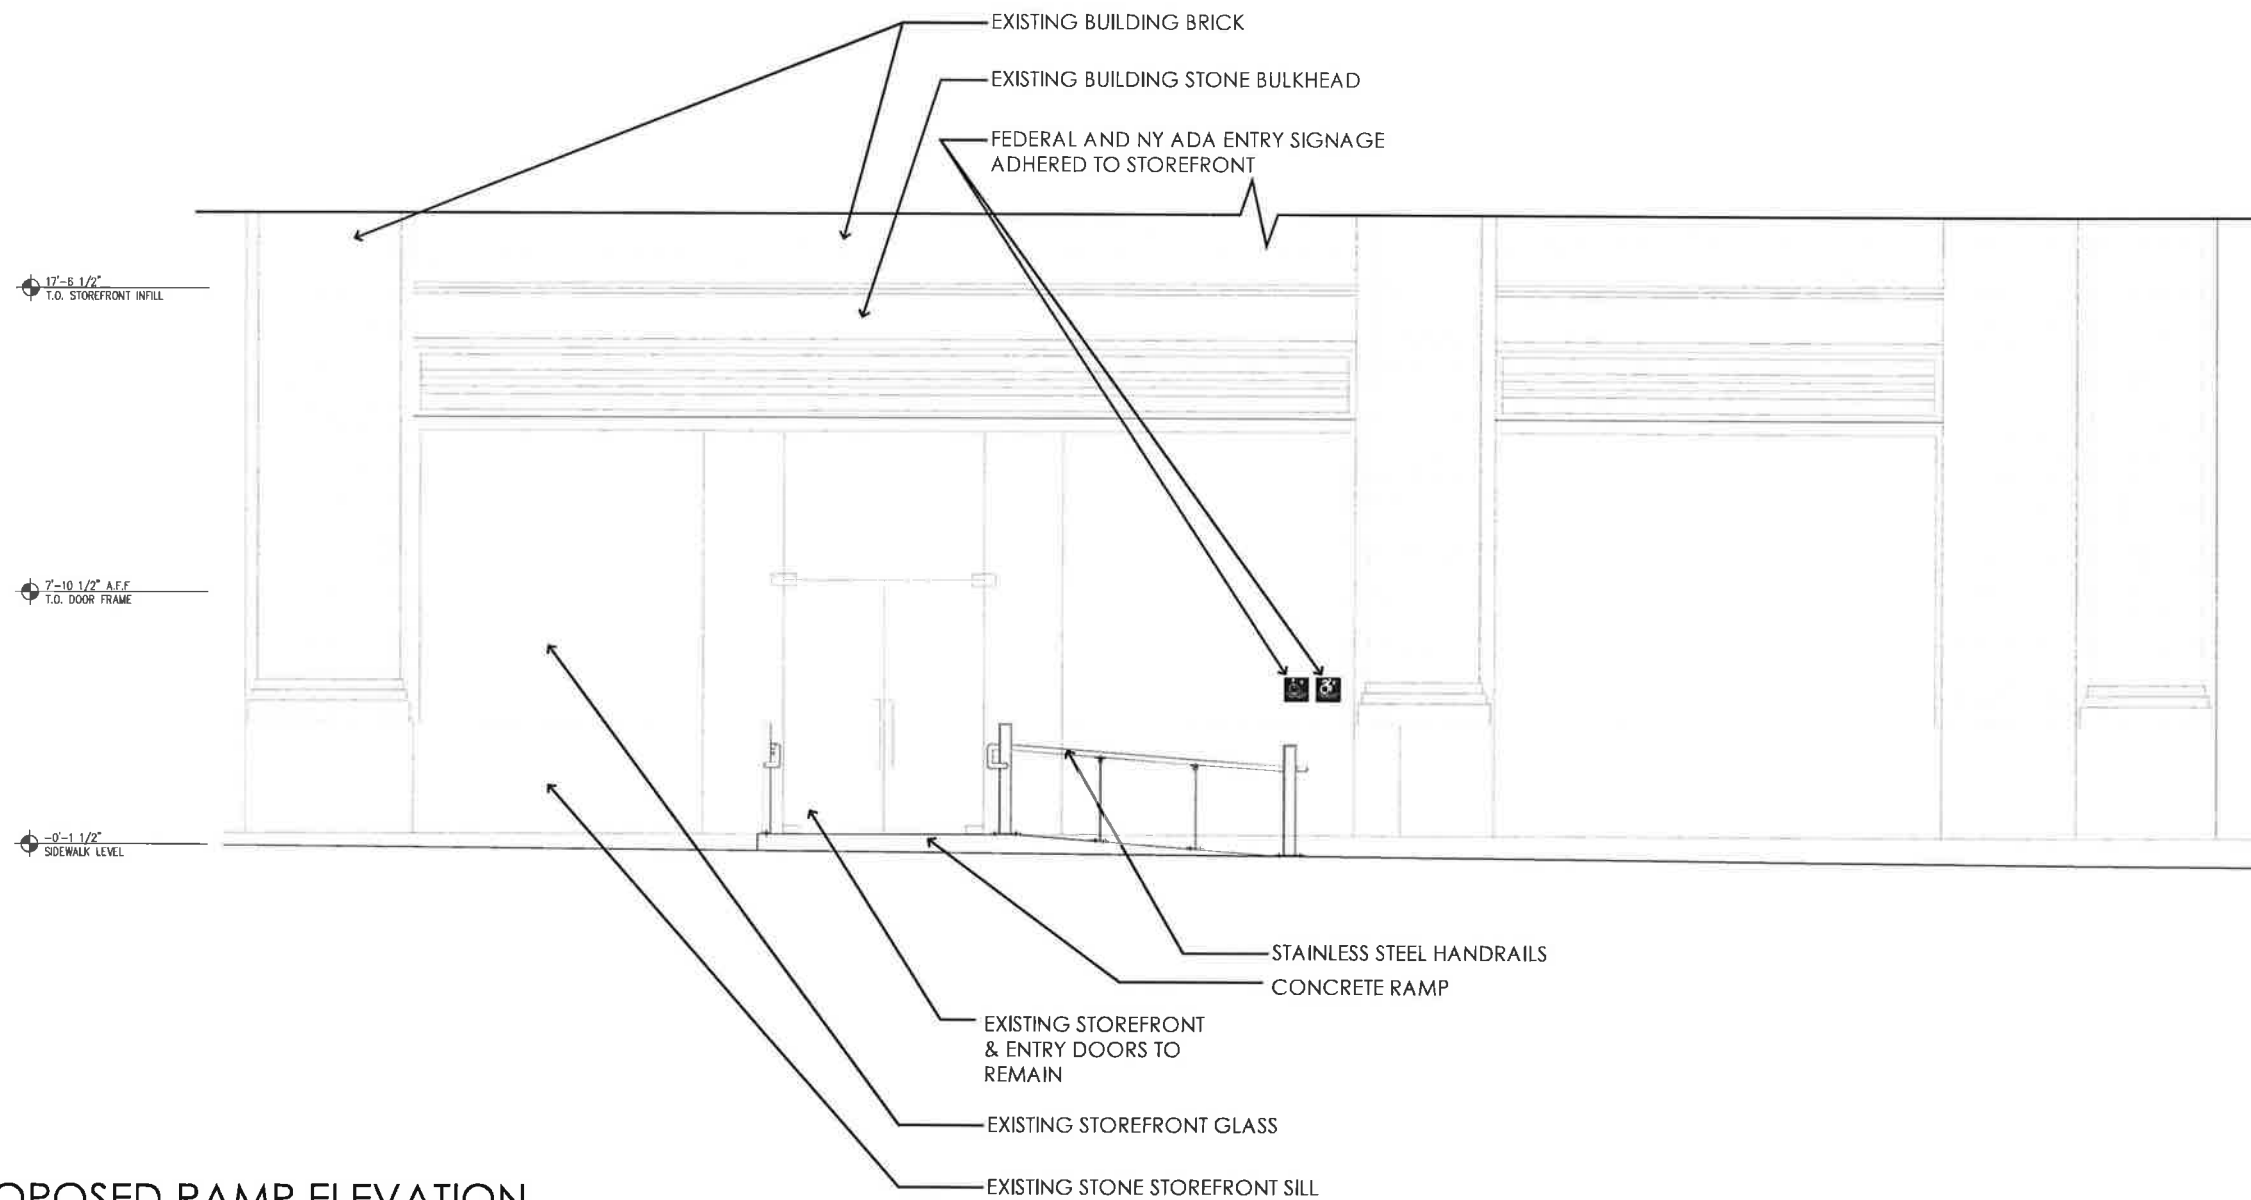 EXISTING BUILDING BRICK
EXISTING BUILDING STONE BULKHEAD
FEDERAL AND NY ADA ENTRY SIGNAGE
ADHERED TO STOREFRONT
17'-6 1/2"
T.O. STOREFRONT INFILL
7'-10 1/2" A.F.F
T.O. DOOR FRAME
-0'-1 1/2"
SIDEWALK LEVEL
STAINLESS STEEL HANDRAILS
CONCRETE RAMP
EXISTING STOREFRONT
& ENTRY DOORS TO
REMAIN
EXISTING STOREFRONT GLASS
EXISTING STONE STOREFRONT SILL
OPOSED RAMP ELEVATION